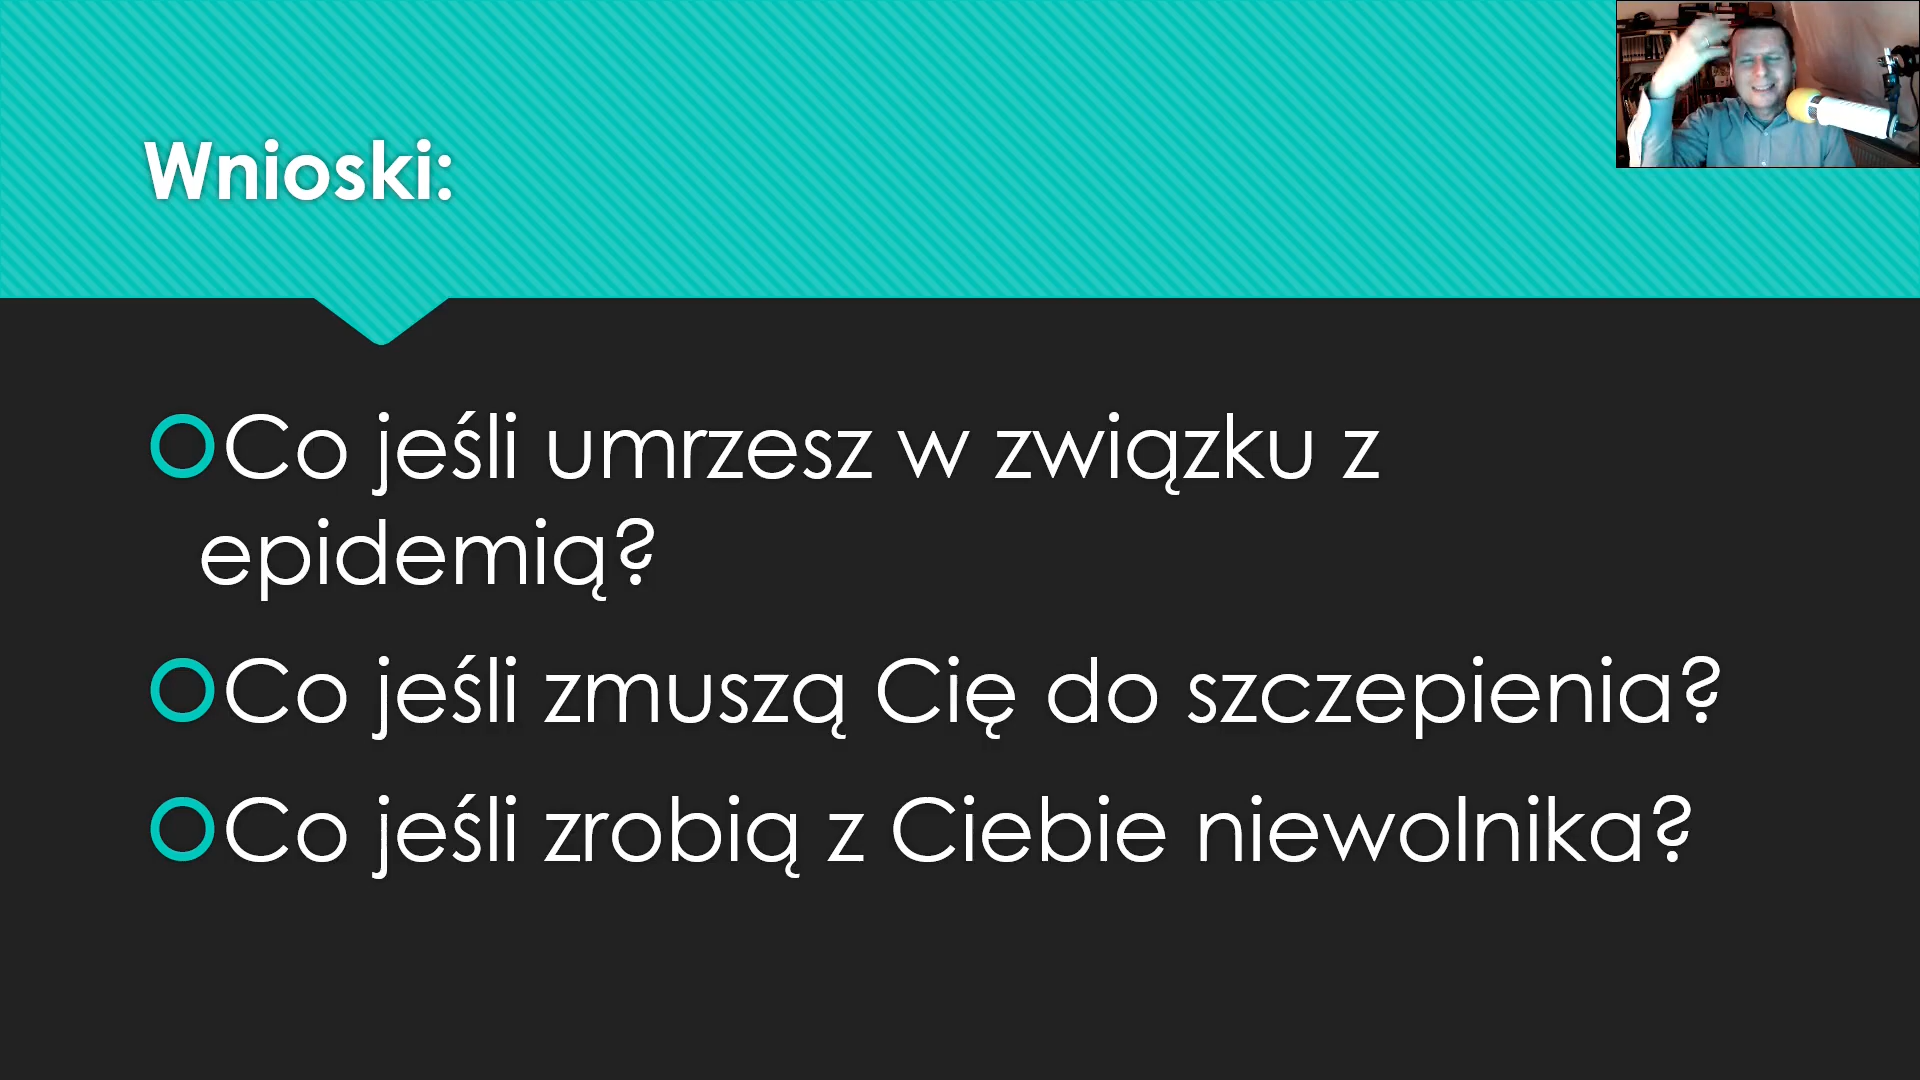 Wnioski:
Co jeśli umrzesz w związku z
epidemią?
Co jeśli zmuszą Cię do szczepienia?
Co jeśli zrobią z Ciebie niewolnika?